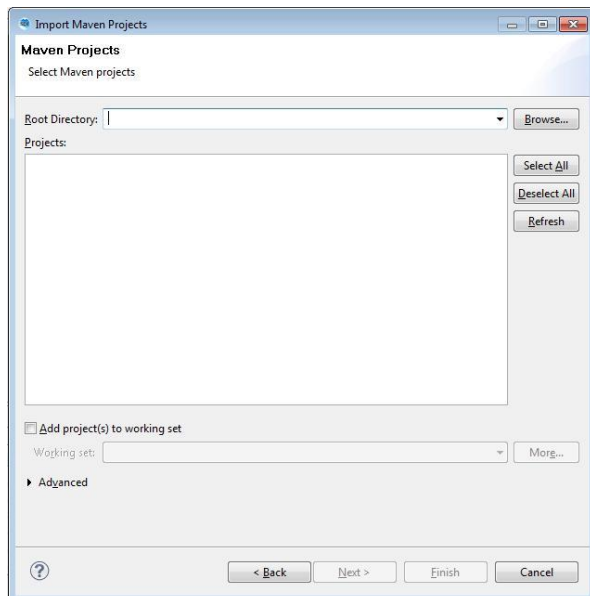 Import Maven Projects
Maven Projects
Select Maven projects
Root Directory:
Browse...
Projects:
Select All
Deselect All
Refresh
Add project(s) to working set
Working set:
More...
Advanced
? < Back Next > Finish Cancel